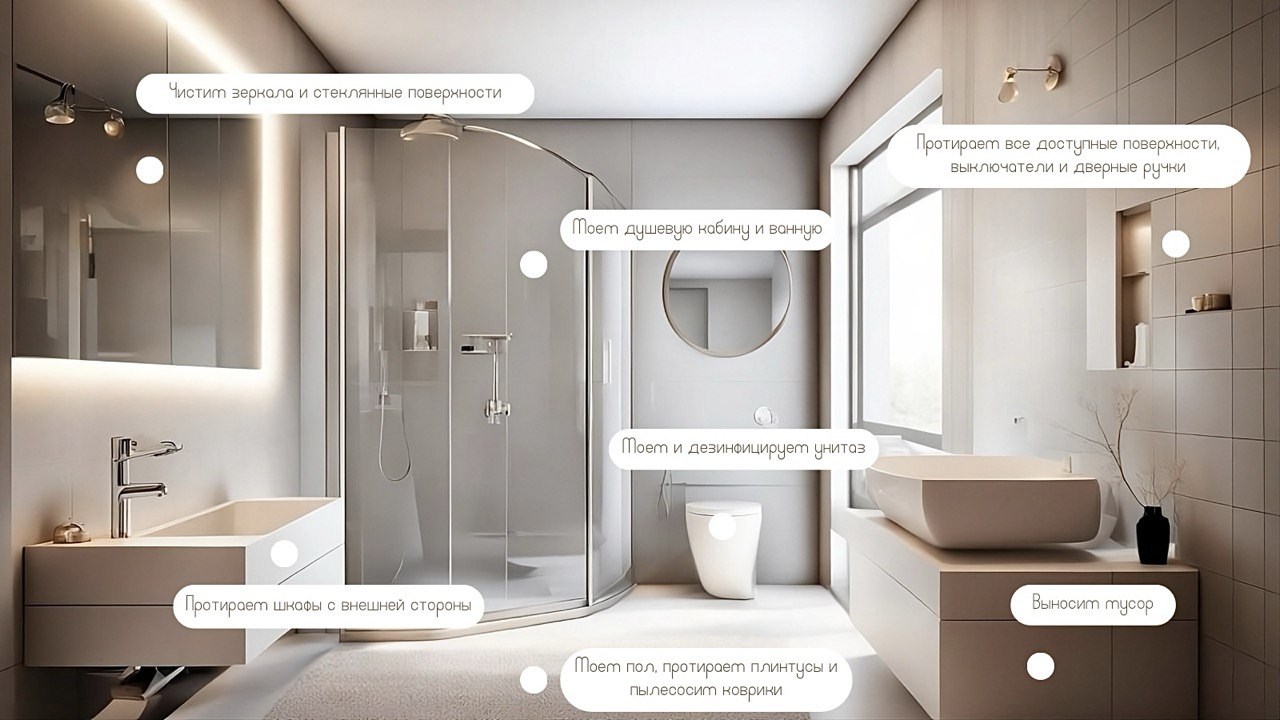 Чистит зеркала и стеклянные поверхности
Протирает все доступные поверхности,
выключатели и дверные ручки
Моет душевую кабину и ванную
Моет и дезинфицирует унитаз
Протирает шкафы с внешней стороны
Выносит мусор
Моет пол, протирает плинтусы и
пылесосит коврики